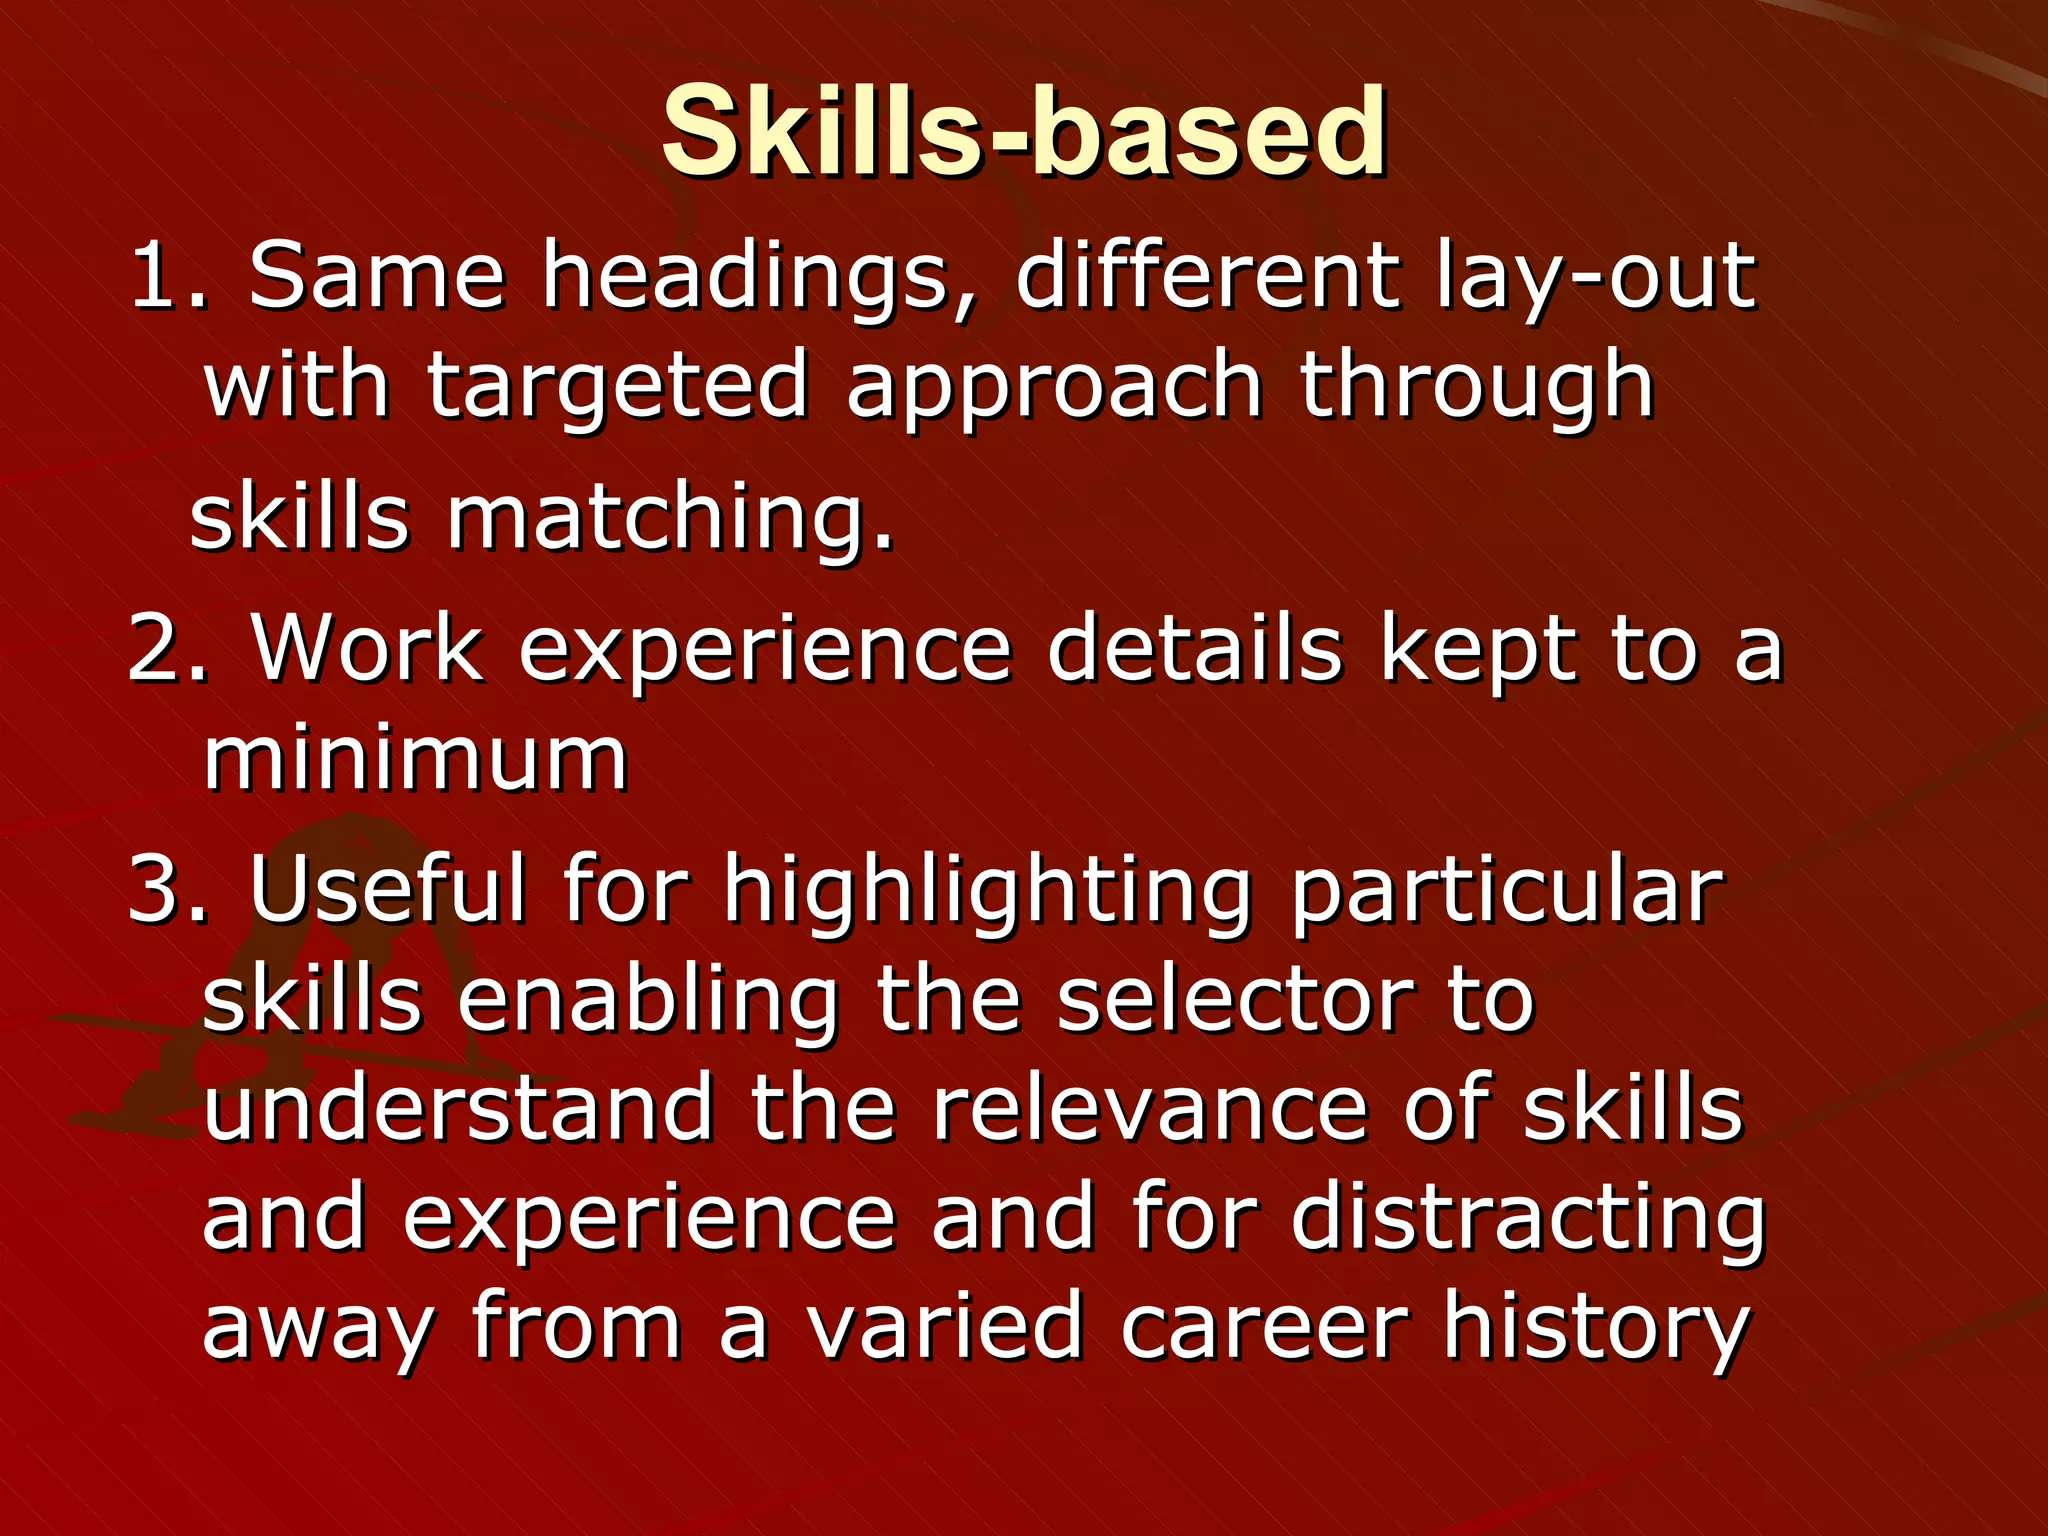 Skills-based
1. Same headings, different lay-out
with targeted approach through
skills matching.
2. Work experience details kept to a
minimum
3. Useful for highlighting particular
skills enabling the selector to
understand the relevance of skills
and experience and for distracting
away from a varied career history